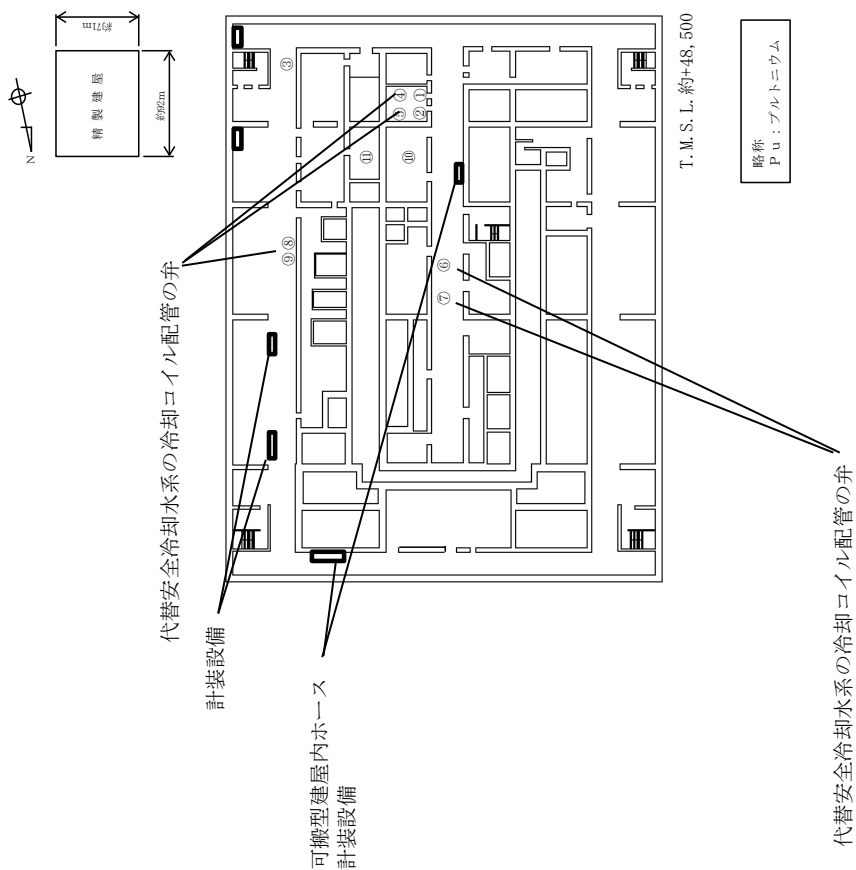 N
精製建屋
約71m
約92m
代替安全冷却水系の冷却コイル配管の弁
計装設備
可搬型建屋内ホース
計装設備
③
④
①
⑤
②
⑪
⑩
⑨⑧
⑥
⑦
T.M.S.L.約+48,500
略称
Pu:プルトニウム
代替安全冷却水系の冷却コイル配管の弁